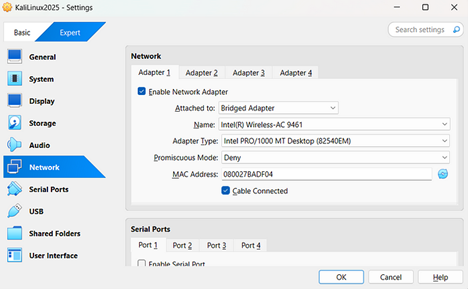 KaliLinux2025 - Settings
Basic Expert Search settings
General
System
Display
Storage
Audio
Network
Serial Ports
USB
Shared Folders
User Interface
Network
Adapter 1 Adapter 2 Adapter 3 Adapter 4
Enable Network Adapter
Attached to: Bridged Adapter
Name: Intel(R) Wireless-AC 9461
Adapter Type: Intel PRO/1000 MT Desktop (82540EM)
Promiscuous Mode: Deny
MAC Address: 080027BADF04
Cable Connected
Serial Ports
Port 1 Port 2 Port 3 Port 4
Enable Serial Port
OK Cancel Help